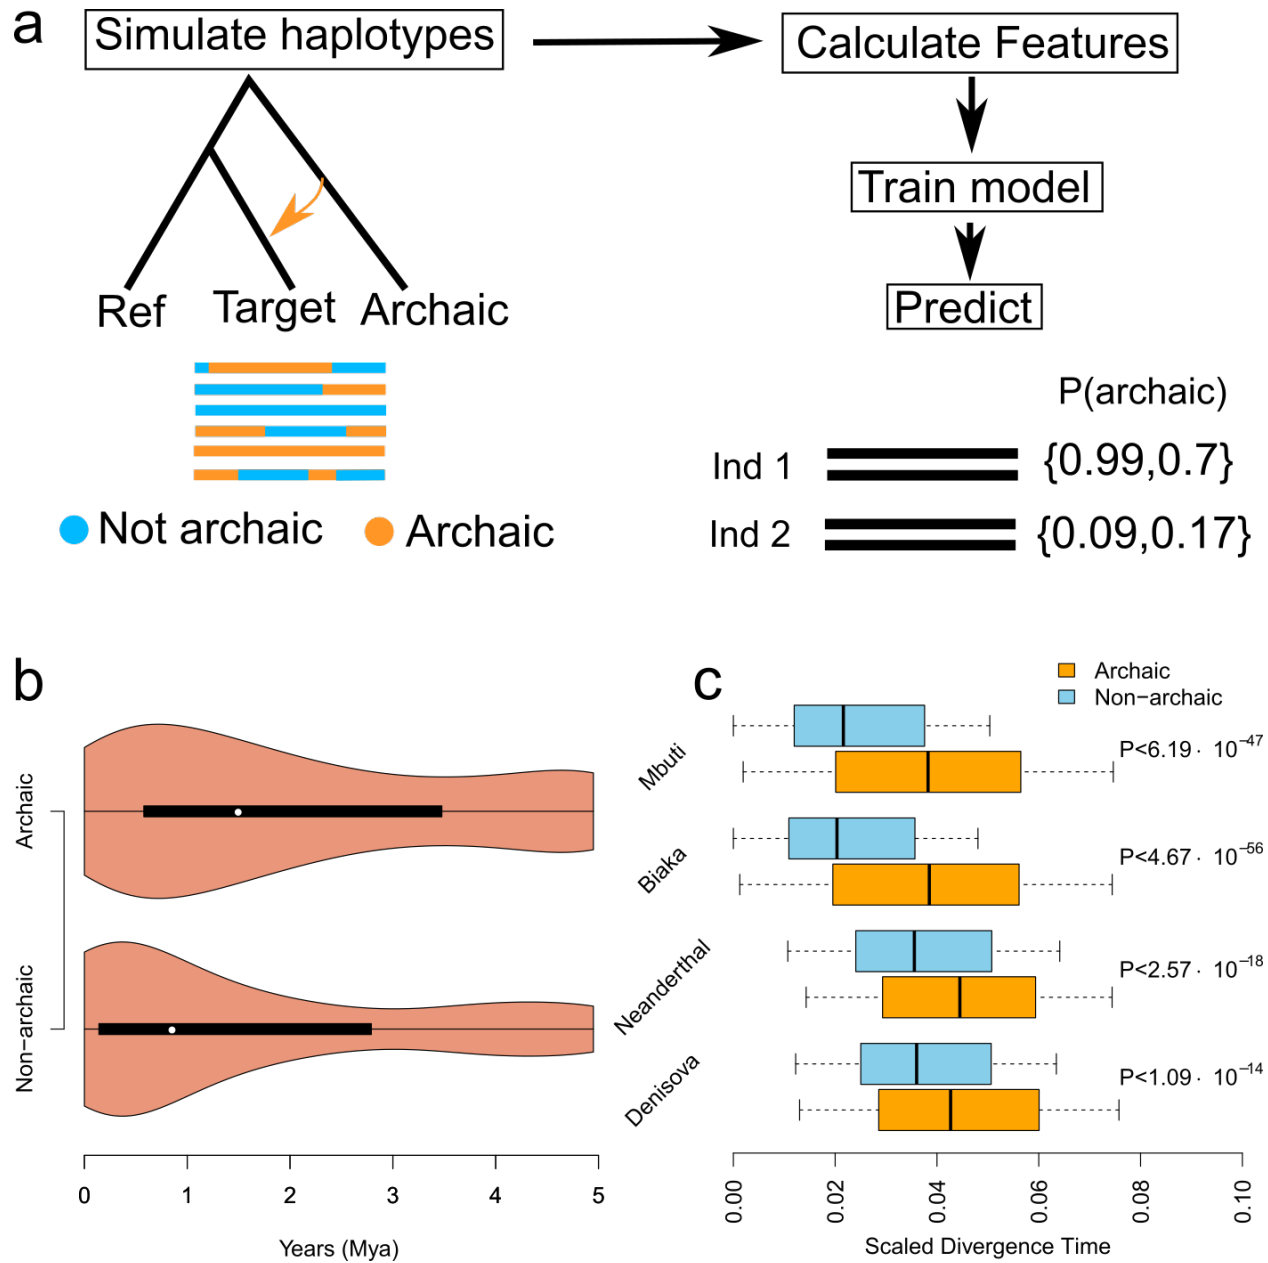 a
Simulate haplotypes
Calculate Features
Train model
Predict
Ref Target Archaic
Not archaic Archaic
P(archaic)
Ind 1 {0.99,0.7}
Ind 2 {0.09,0.17}
b
Archaic
Non−archaic
0 1 2 3 4 5
Years (Mya)
c
Archaic
Non−archaic
Mbuti
P<6.19 · 10^−47
Biaka
P<4.67 · 10^−56
Neanderthal
P<2.57 · 10^−18
Denisova
P<1.09 · 10^−14
0.00 0.02 0.04 0.06 0.08 0.10
Scaled Divergence Time